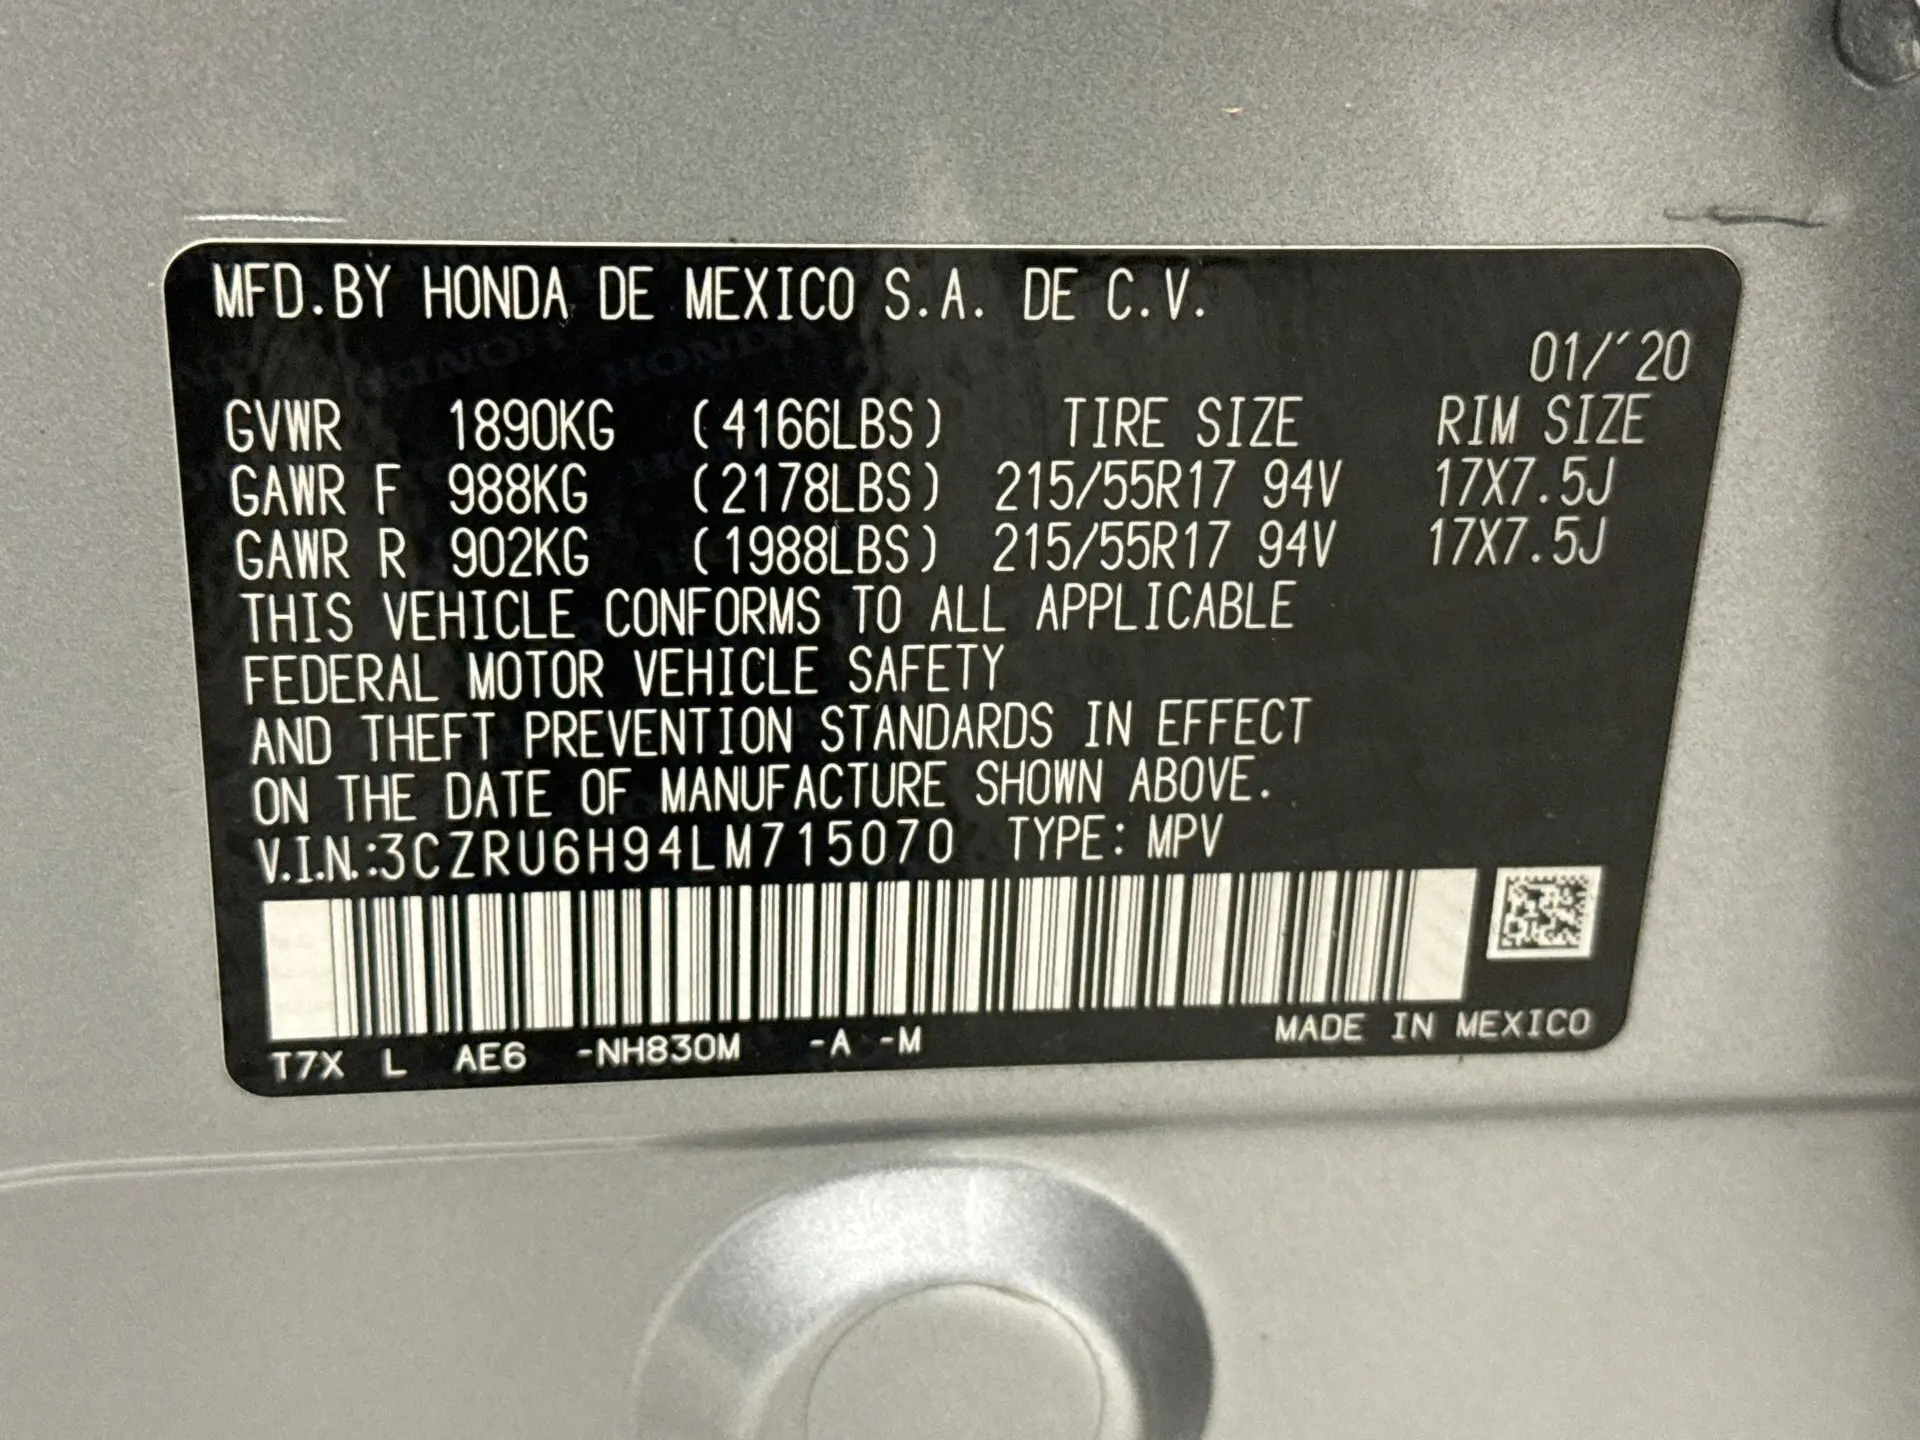 MFD.BY HONDA DE MEXICO S.A. DE C.V.
01/'20
GVWR 1890KG (4166LBS) TIRE SIZE RIM SIZE
GAWR F 988KG (2178LBS) 215/55R17 94V 17X7.5J
GAWR R 902KG (1988LBS) 215/55R17 94V 17X7.5J
THIS VEHICLE CONFORMS TO ALL APPLICABLE
FEDERAL MOTOR VEHICLE SAFETY
AND THEFT PREVENTION STANDARDS IN EFFECT
ON THE DATE OF MANUFACTURE SHOWN ABOVE.
V.I.N.:3CZRU6H94LM715070 TYPE: MPV
T7X L AE6 -NH830M -A -M MADE IN MEXICO